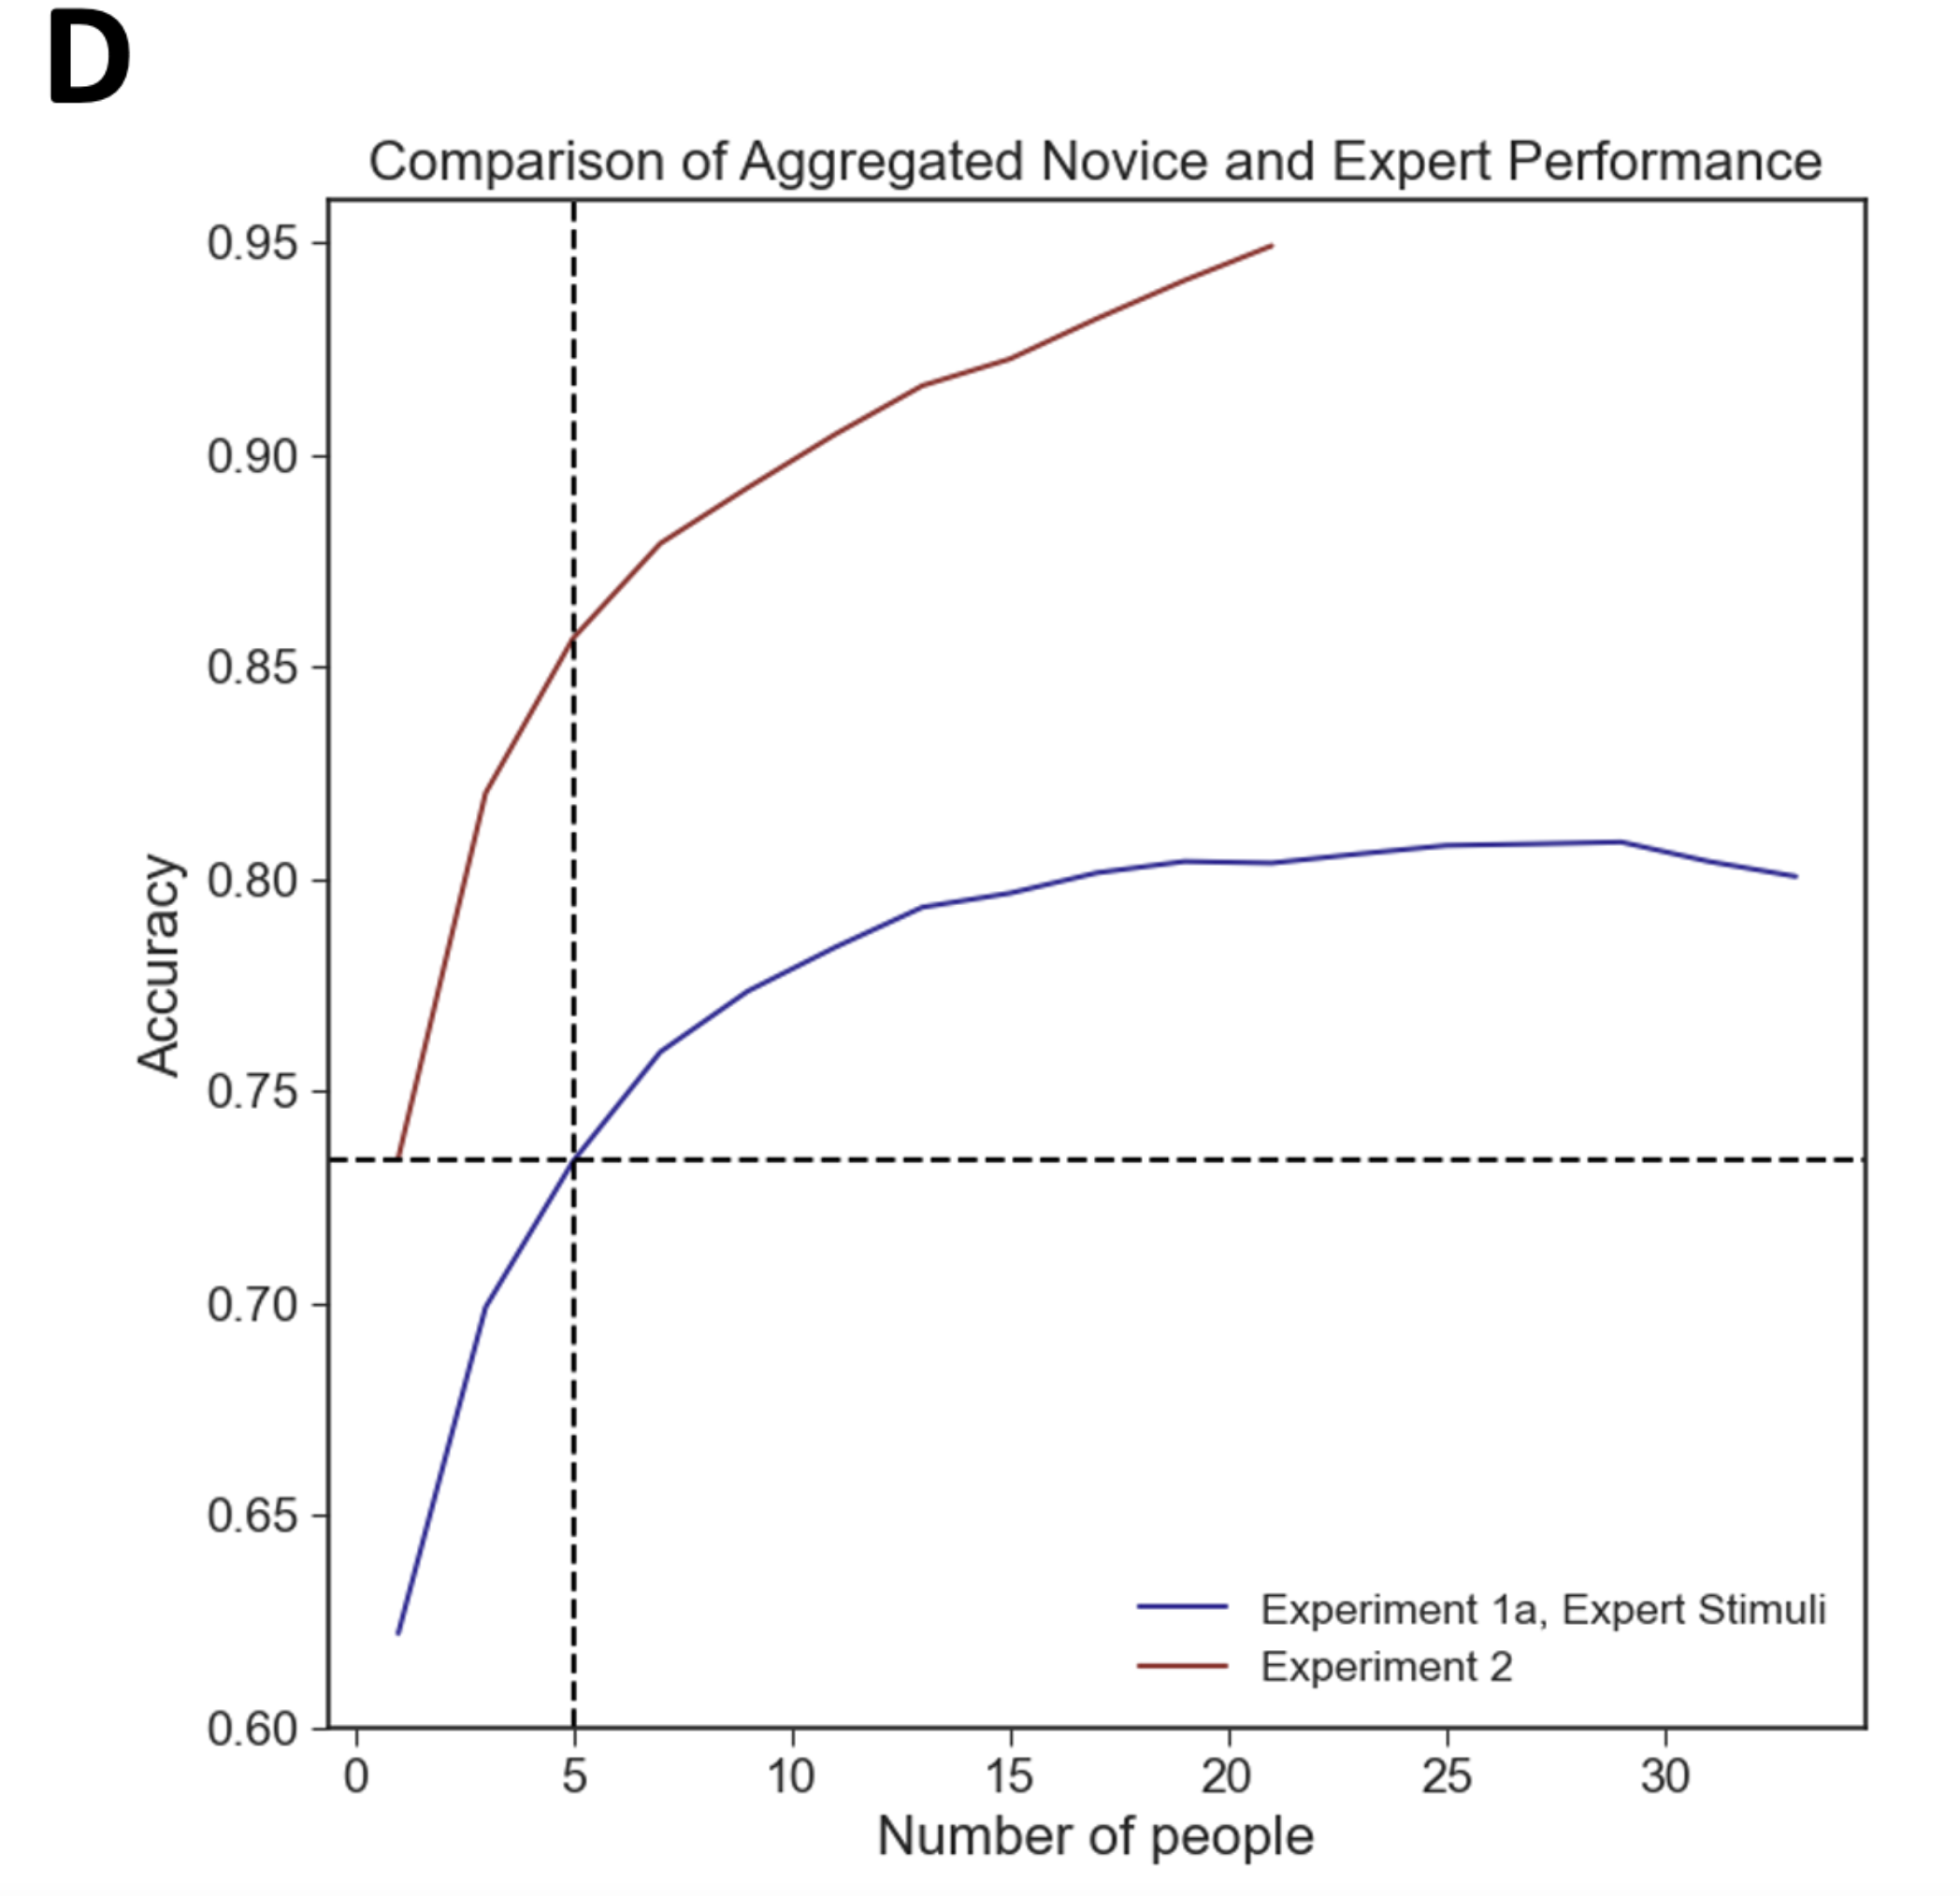 D
Comparison of Aggregated Novice and Expert Performance
0.95
0.90
0.85
0.80
0.75
0.70
0.65
0.60
Accuracy
Experiment 1a, Expert Stimuli
Experiment 2
0 5 10 15 20 25 30
Number of people